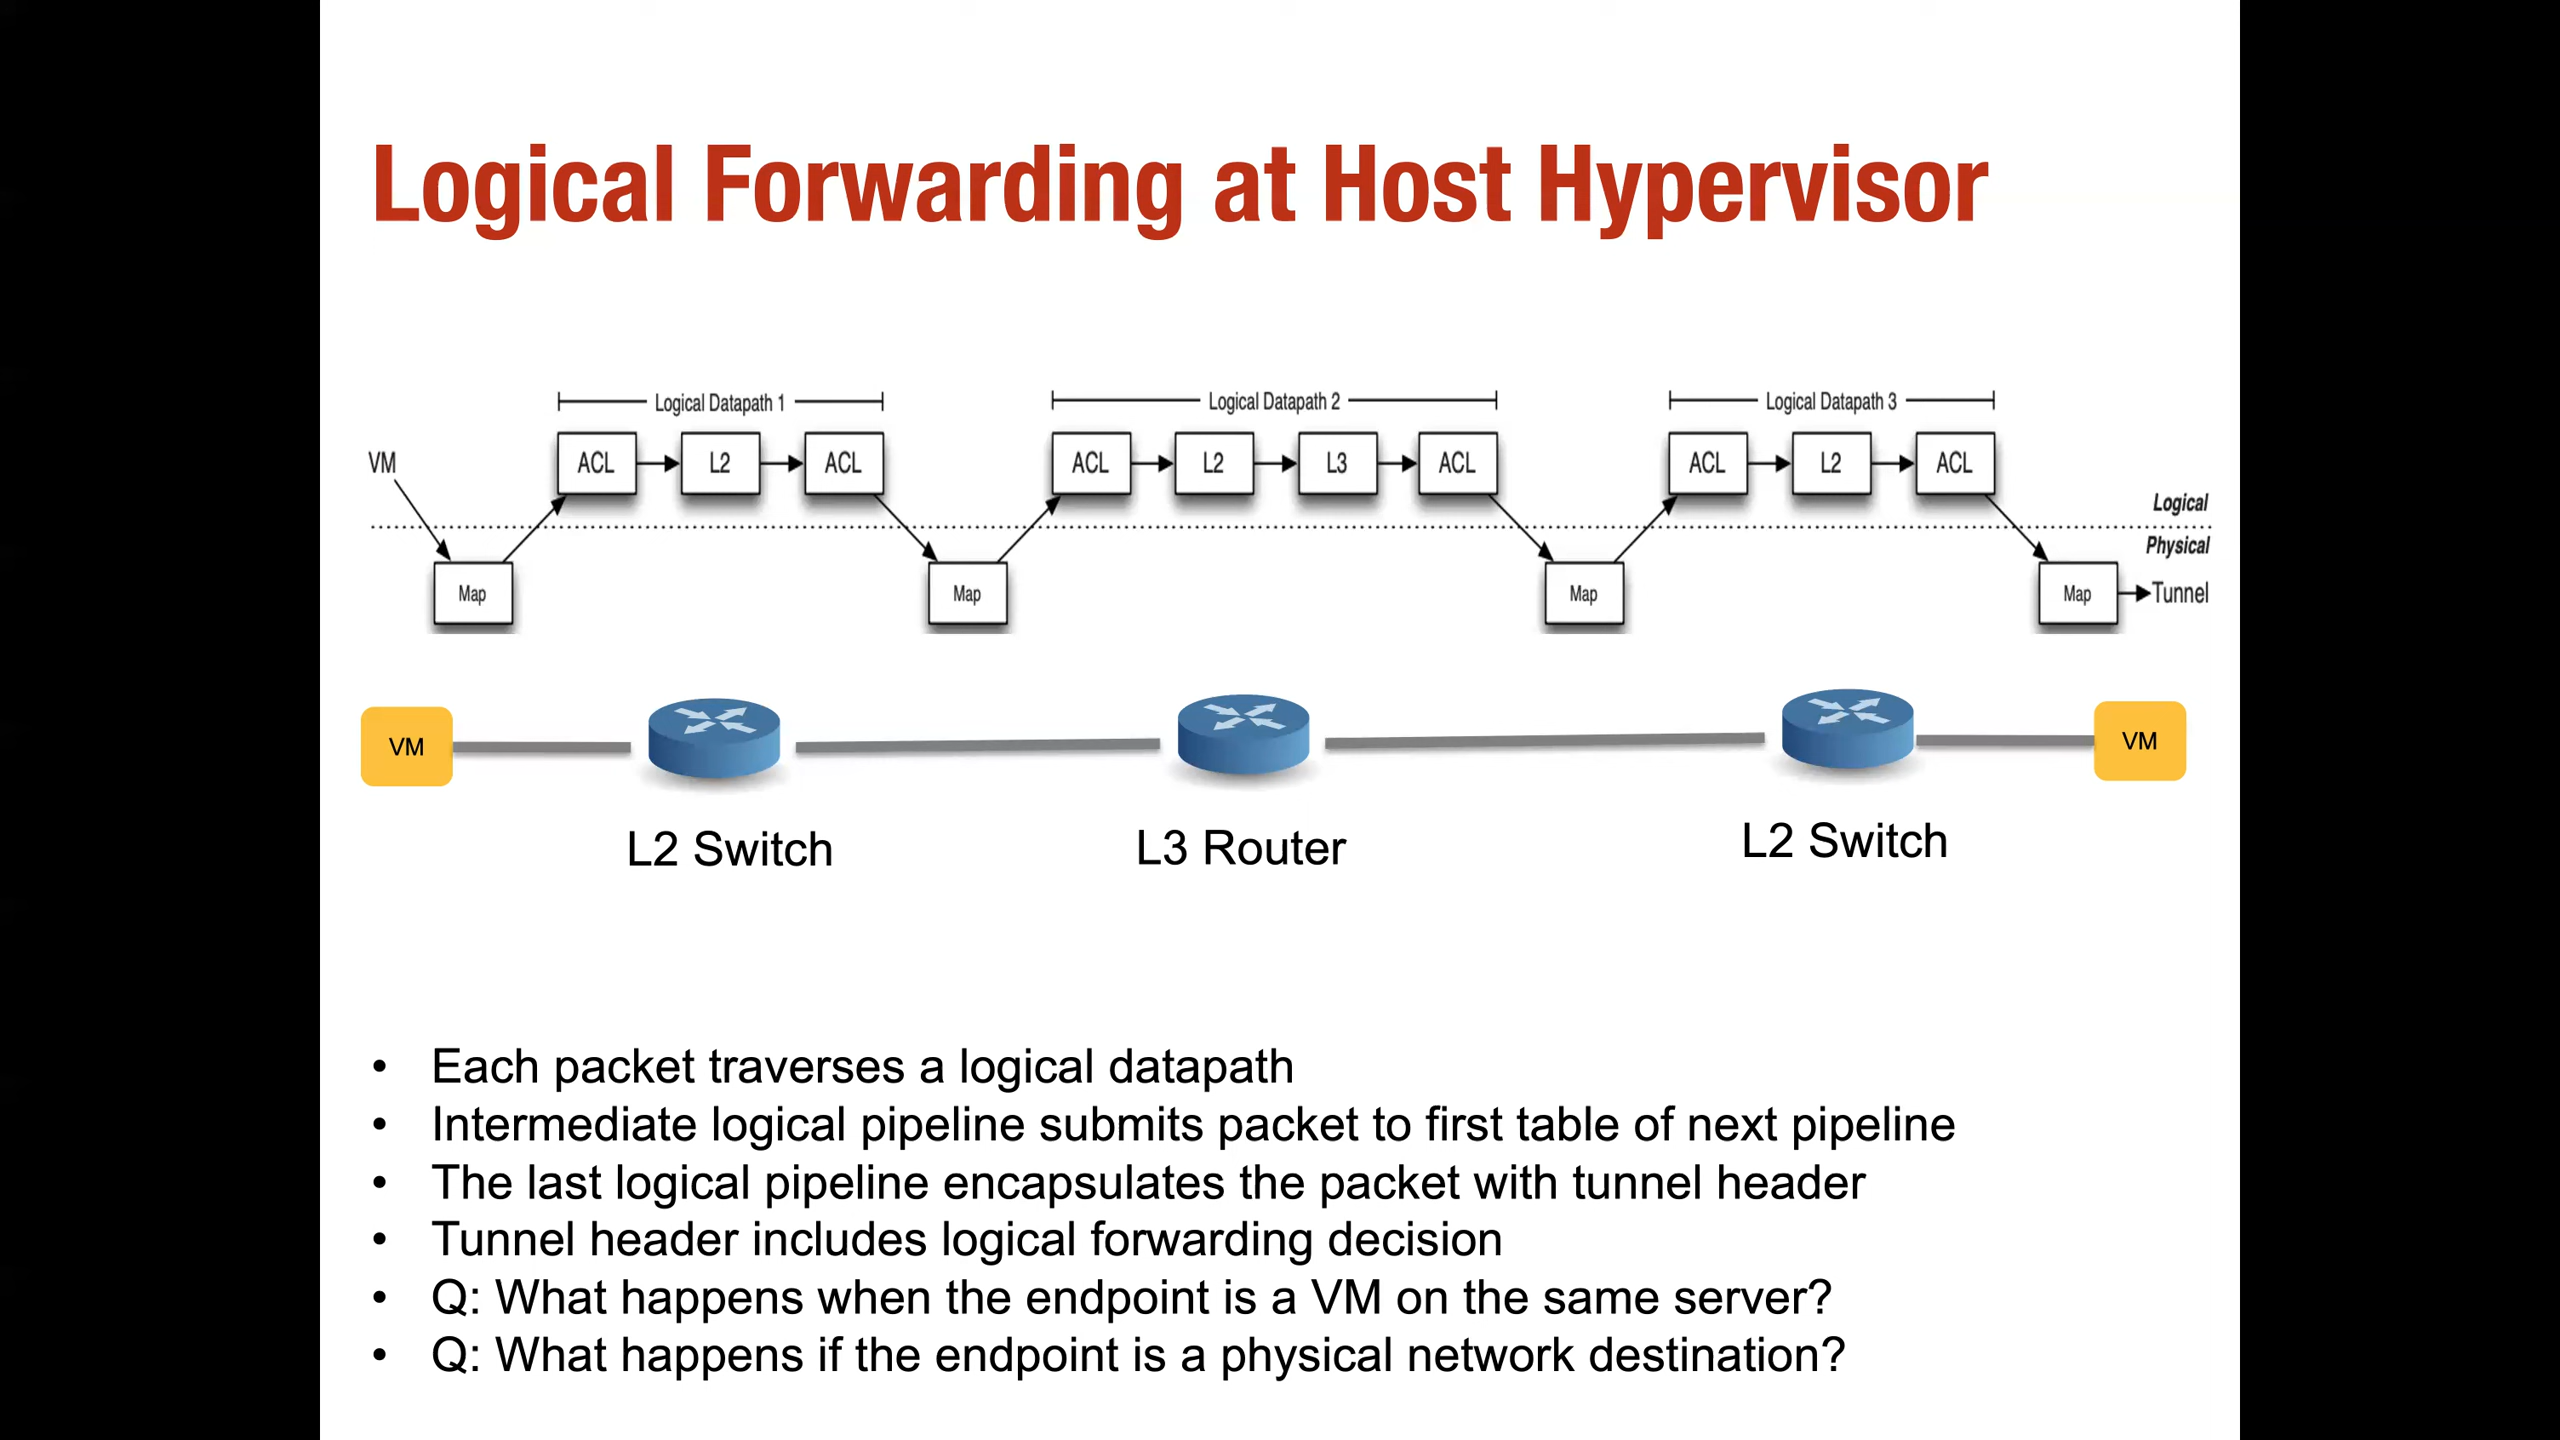 Logical Forwarding at Host Hypervisor
Logical Datapath 1
Logical Datapath 2
Logical Datapath 3
VM
ACL
L2
ACL
ACL
L2
L3
ACL
ACL
L2
ACL
Logical
Physical
Map
Map
Map
Map
Tunnel
VM
VM
L2 Switch
L3 Router
L2 Switch
• Each packet traverses a logical datapath
• Intermediate logical pipeline submits packet to first table of next pipeline
• The last logical pipeline encapsulates the packet with tunnel header
• Tunnel header includes logical forwarding decision
• Q: What happens when the endpoint is a VM on the same server?
• Q: What happens if the endpoint is a physical network destination?